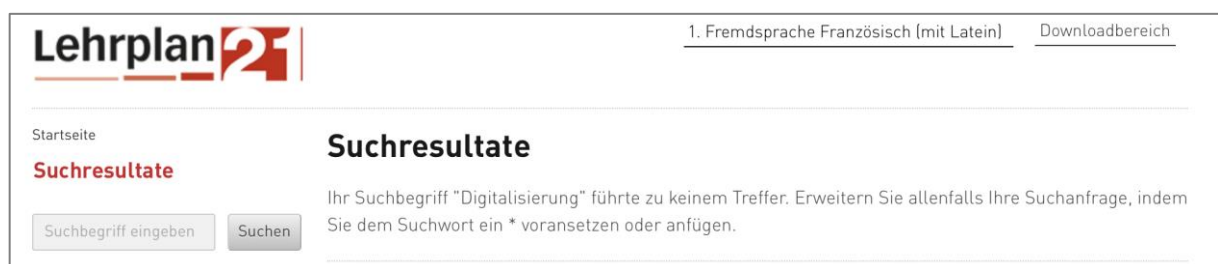 Lehrplan 21
1. Fremdsprache Französisch (mit Latein)
Downloadbereich
Startseite
Suchresultate
Suchbegriff eingeben
Suchen
Suchresultate
Ihr Suchbegriff "Digitalisierung" führte zu keinem Treffer. Erweitern Sie allenfalls Ihre Suchanfrage, indem
Sie dem Suchwort ein * voransetzen oder anfügen.